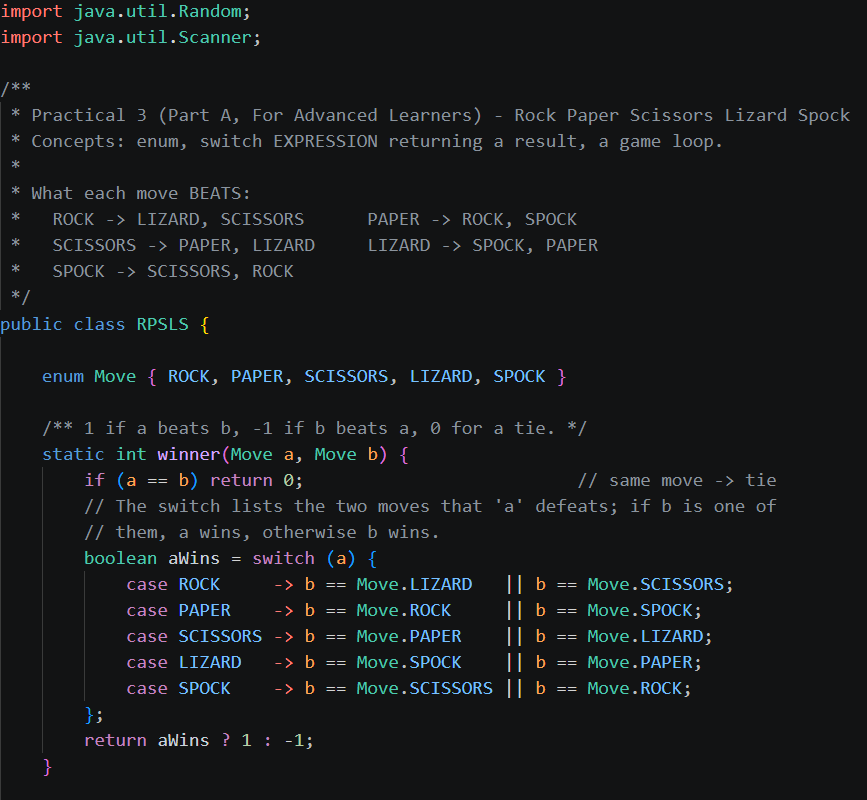 import java.util.Random;
import java.util.Scanner;

/**
 * Practical 3 (Part A, For Advanced Learners) - Rock Paper Scissors Lizard Spock
 * Concepts: enum, switch EXPRESSION returning a result, a game loop.
 *
 * What each move BEATS:
 *   ROCK -> LIZARD, SCISSORS      PAPER -> ROCK, SPOCK
 *   SCISSORS -> PAPER, LIZARD     LIZARD -> SPOCK, PAPER
 *   SPOCK -> SCISSORS, ROCK
 */
public class RPSLS {

    enum Move { ROCK, PAPER, SCISSORS, LIZARD, SPOCK }

    /** 1 if a beats b, -1 if b beats a, 0 for a tie. */
    static int winner(Move a, Move b) {
        if (a == b) return 0;                          // same move -> tie
        // The switch lists the two moves that 'a' defeats; if b is one of
        // them, a wins, otherwise b wins.
        boolean aWins = switch (a) {
            case ROCK     -> b == Move.LIZARD   || b == Move.SCISSORS;
            case PAPER    -> b == Move.ROCK     || b == Move.SPOCK;
            case SCISSORS -> b == Move.PAPER    || b == Move.LIZARD;
            case LIZARD   -> b == Move.SPOCK    || b == Move.PAPER;
            case SPOCK    -> b == Move.SCISSORS || b == Move.ROCK;
        };
        return aWins ? 1 : -1;
    }